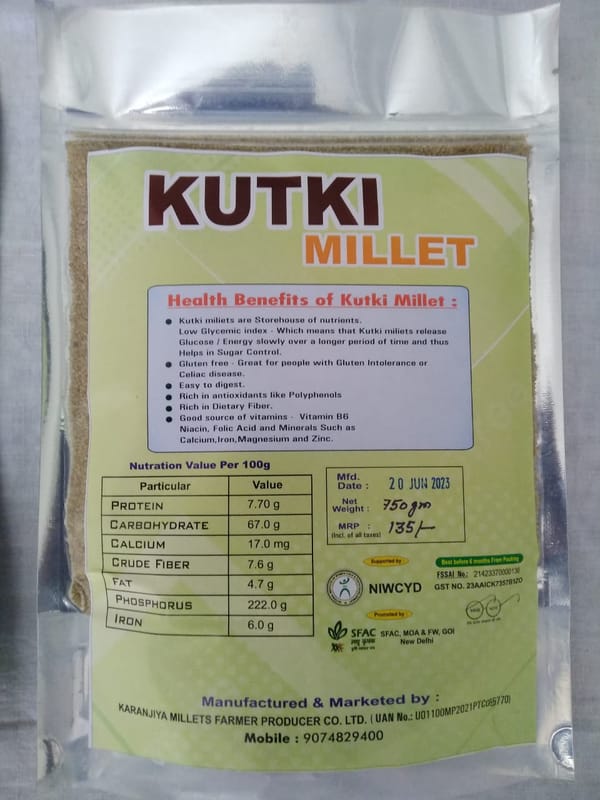 KUTKI
MILLET
Health Benefits of Kutki Millet :
Kutki millets are Storehouse of nutrients.
Low Glycemic index - Which means that Kutki millets release
Glucose / Energy slowly over a longer period of time and thus
Helps in Sugar Control.
Gluten free - Great for people with Gluten Intolerance or
Celiac disease.
Easy to digest.
Rich in antioxidants like Polyphenols
Rich in Dietary Fiber.
Good source of vitamins - Vitamin B6
Niacin, Folic Acid and Minerals Such as
Calcium,Iron,Magnesium and Zinc.
Nutration Value Per 100g
Particular Value
PROTEIN 7.70 g
CARBOHYDRATE 67.0 g
CALCIUM 17.0 mg
CRUDE FIBER 7.6 g
FAT 4.7 g
PHOSPHORUS 222.0 g
IRON 6.0 g
Mfd.
Date : 20 JUN 2023
Net
Weight : 750gm
MRP : 135/-
(Incl. of all taxes)
Supported by
NIWCYD
Best before 6 months From Packing
FSSAI No.: 21423370000136
GST NO. 23AAICK7357B1ZO
Promoted by
SFAC
लघु कृषक
SFAC, MOA & FW, GOI
New Delhi
Manufactured & Marketed by :
KARANJIYA MILLETS FARMER PRODUCER CO. LTD. ( UAN No.: U01100MP2021PTC055770)
Mobile : 9074829400